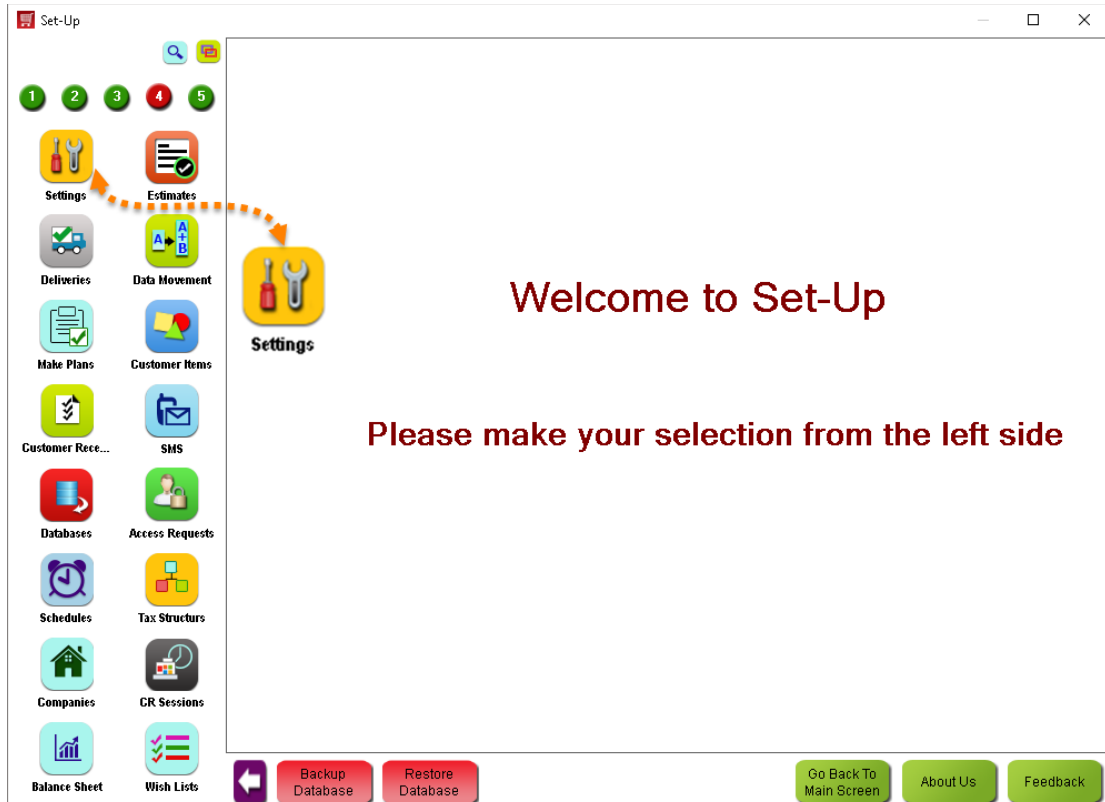 Set-Up
1 2 3 4 5
Settings Estimates
Deliveries Data Movement
A A+B
Make Plans Customer Items
Customer Rece... SMS
Databases Access Requests
Schedules Tax Structurs
Companies CR Sessions
Balance Sheet Wish Lists
Settings
Welcome to Set-Up
Please make your selection from the left side
Backup Database
Restore Database
Go Back To Main Screen
About Us
Feedback